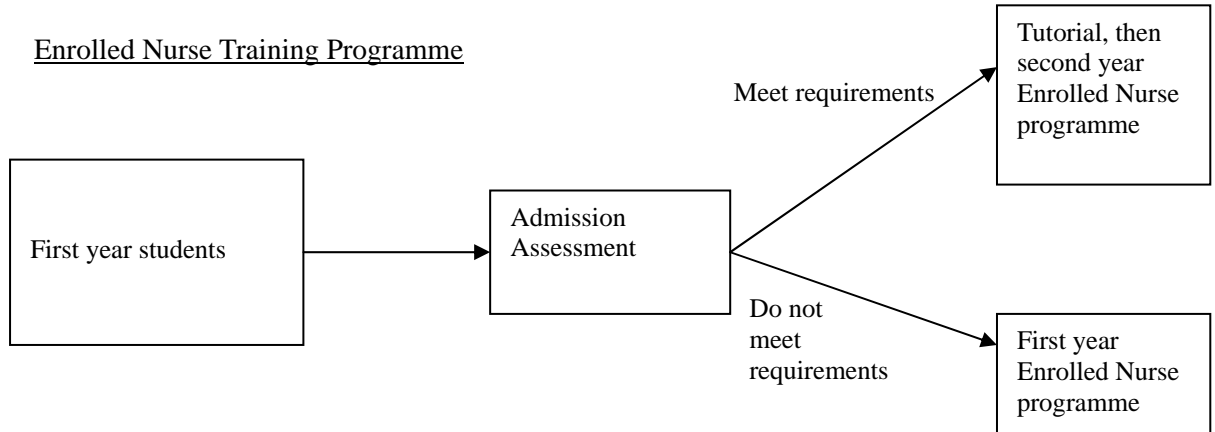 Enrolled Nurse Training Programme
First year students
Admission
Assessment
Meet requirements
Tutorial, then
second year
Enrolled Nurse
programme
Do not
meet
requirements
First year
Enrolled Nurse
programme